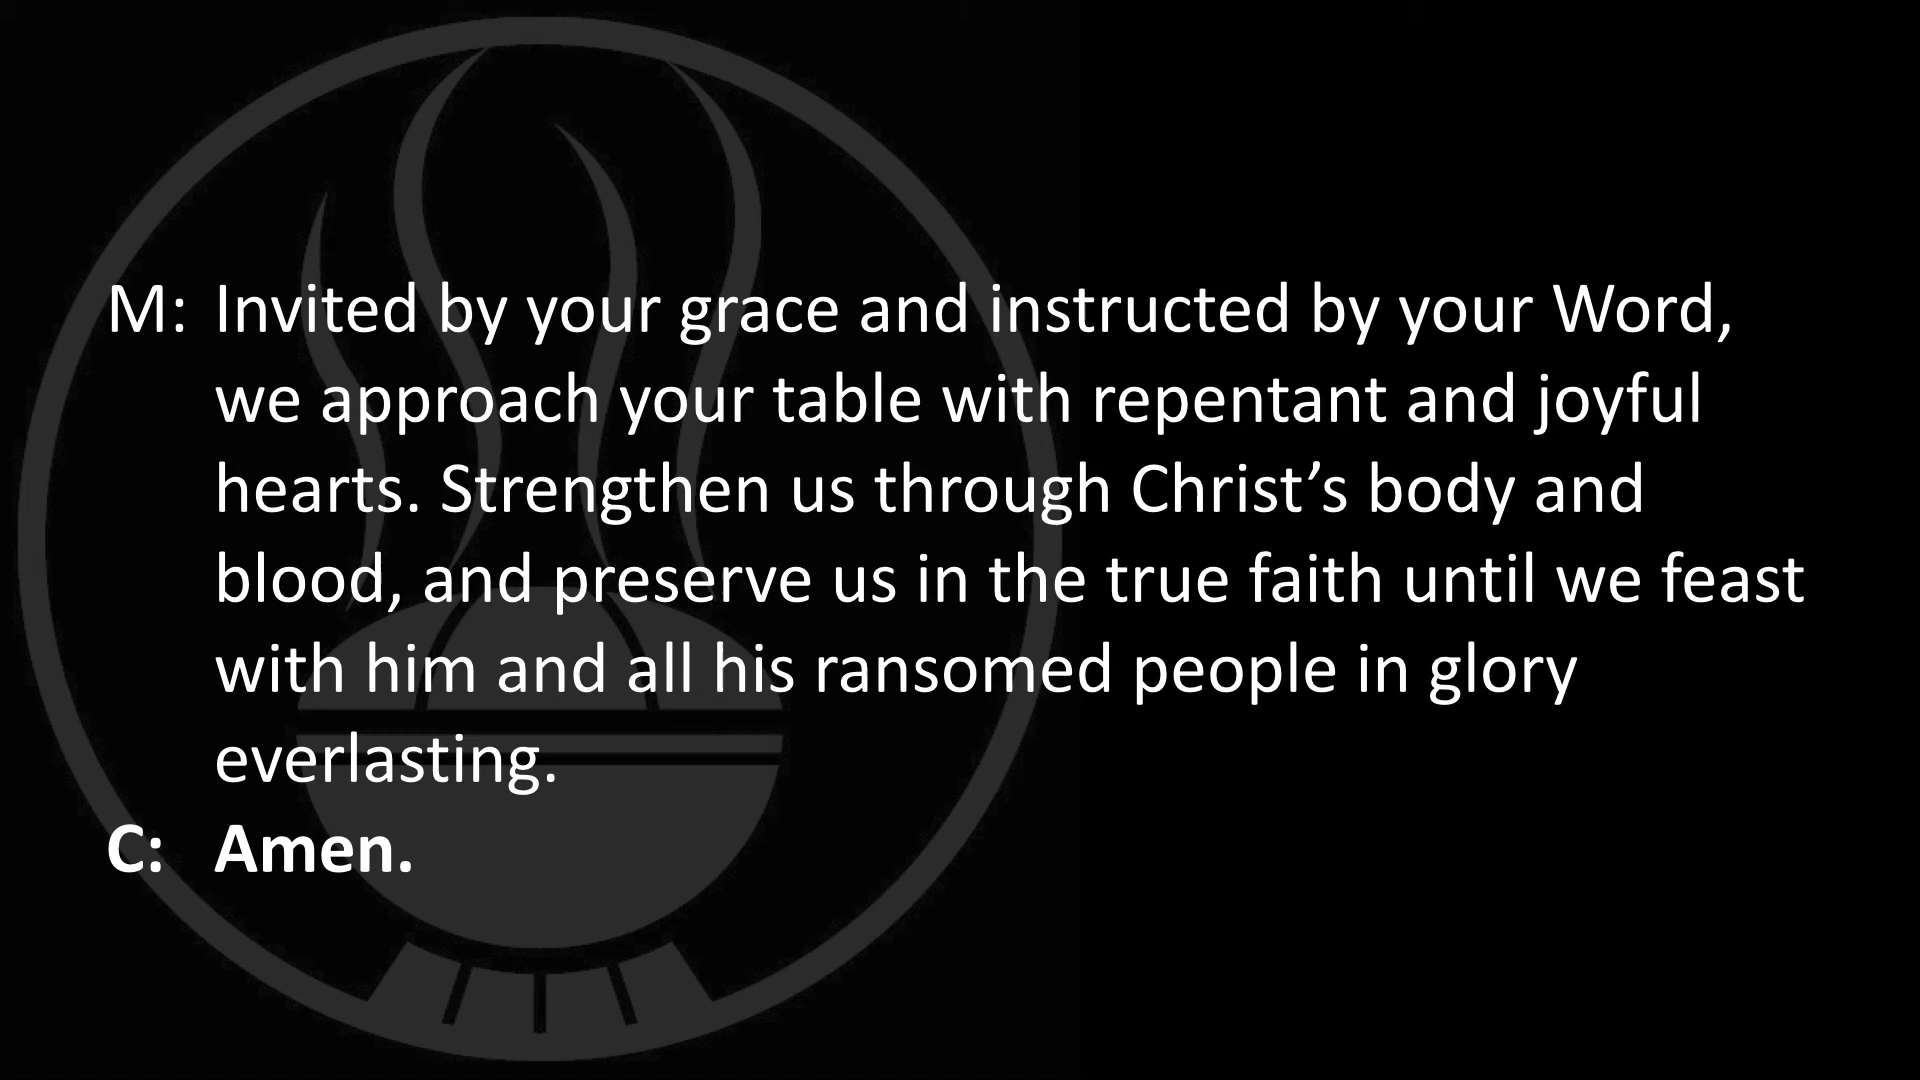 M: Invited by your grace and instructed by your Word,
we approach your table with repentant and joyful
hearts. Strengthen us through Christ’s body and
blood, and preserve us in the true faith until we feast
with him and all his ransomed people in glory
everlasting.
C: Amen.